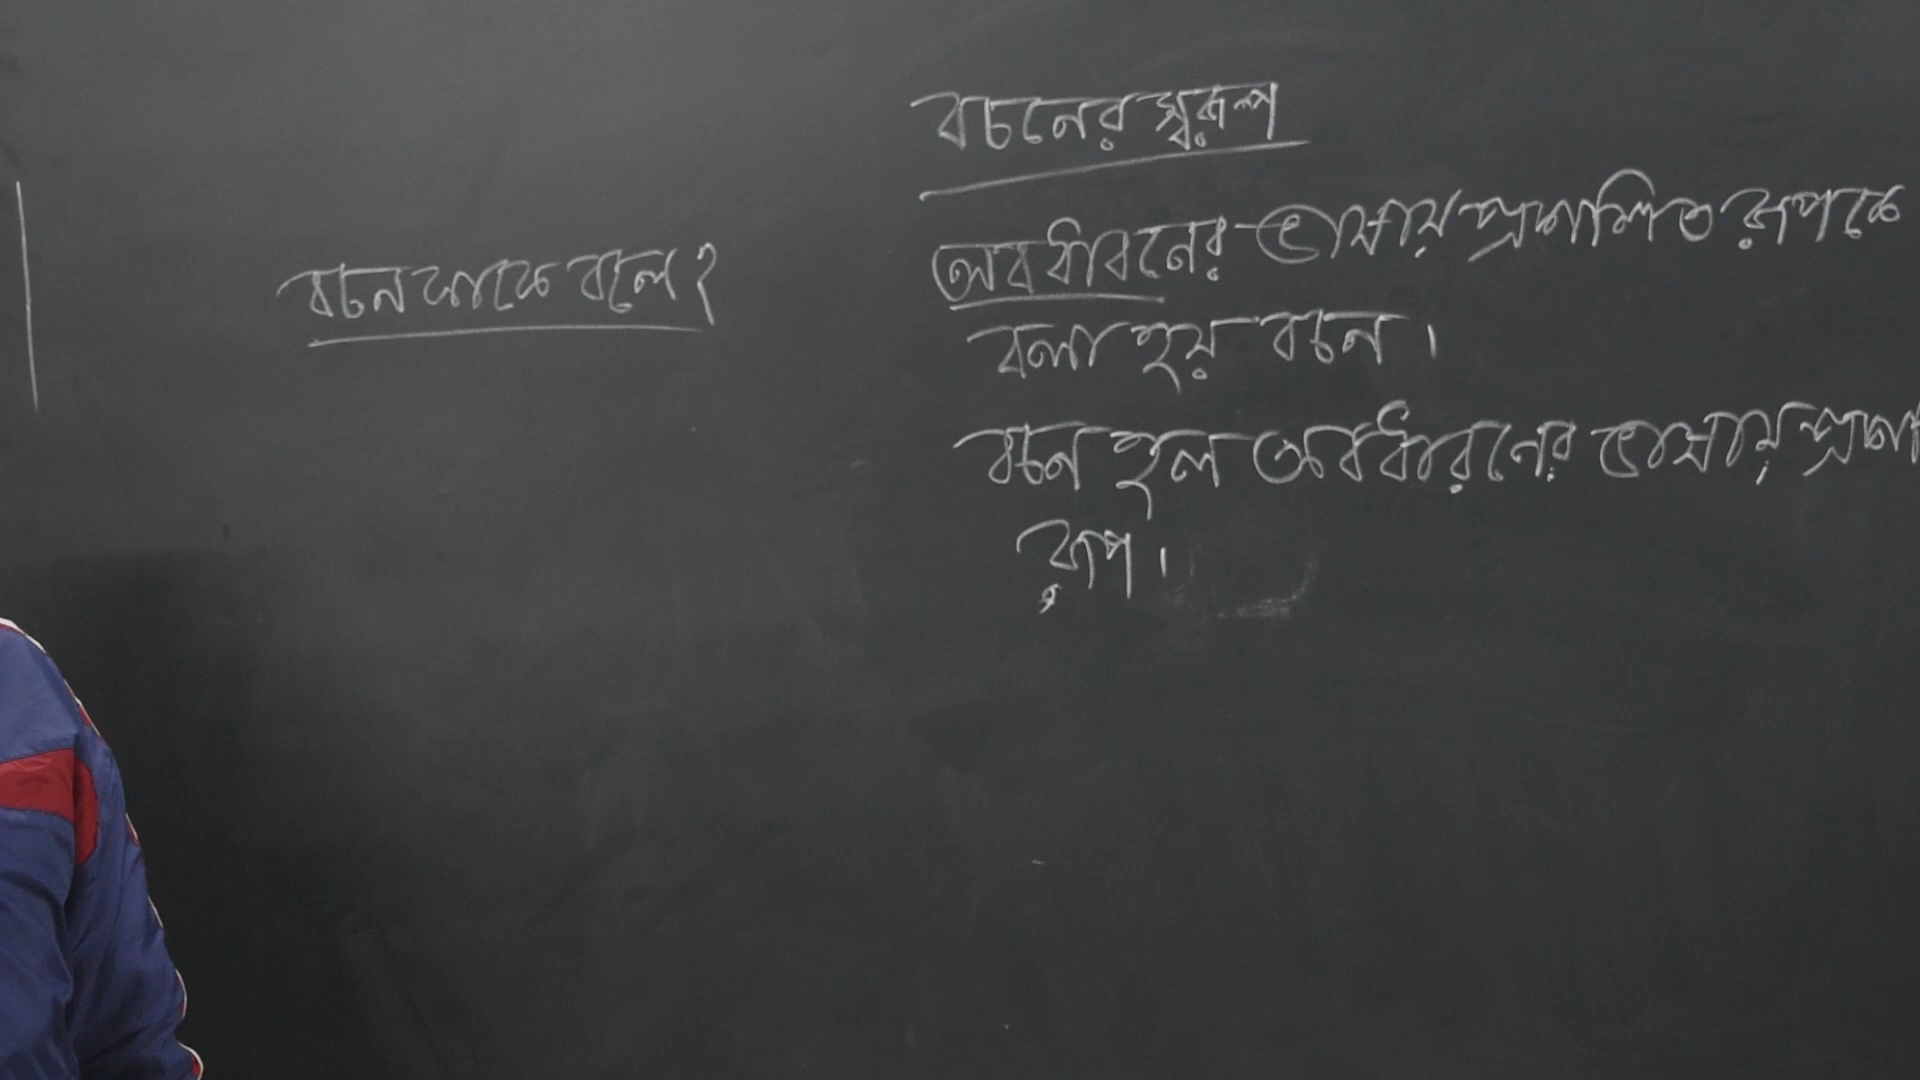 বচনের স্বরূপ
বচন কাকে বলে?
অবধারনের ভাষায় প্রকাশিত রূপকে
বলা হয় বচন।
বচন হল অবধারনের ভাষায় প্রকা
রূপ।